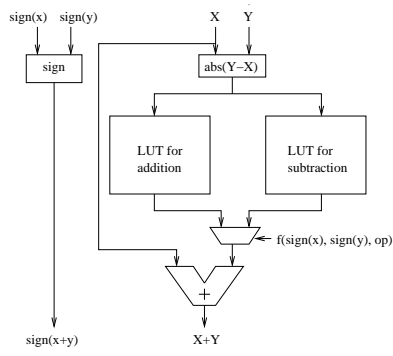 sign(x) sign(y) X Y
sign
abs(Y−X)
LUT for
addition
LUT for
subtraction
f(sign(x), sign(y), op)
+
sign(x+y)
X+Y